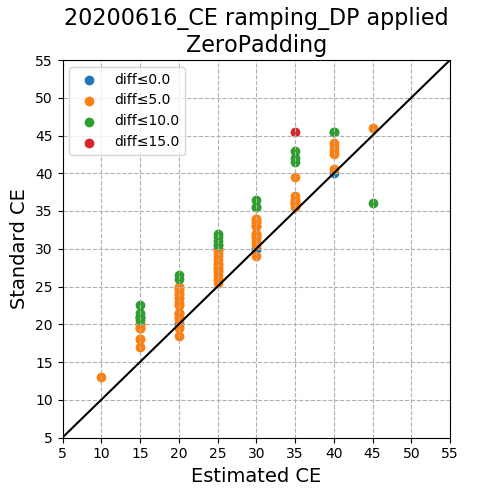 20200616_CE ramping_DP applied
ZeroPadding
55
50
45
40
35
30
25
20
15
10
5
diff≤0.0
diff≤5.0
diff≤10.0
diff≤15.0
Standard CE
5 10 15 20 25 30 35 40 45 50 55
Estimated CE